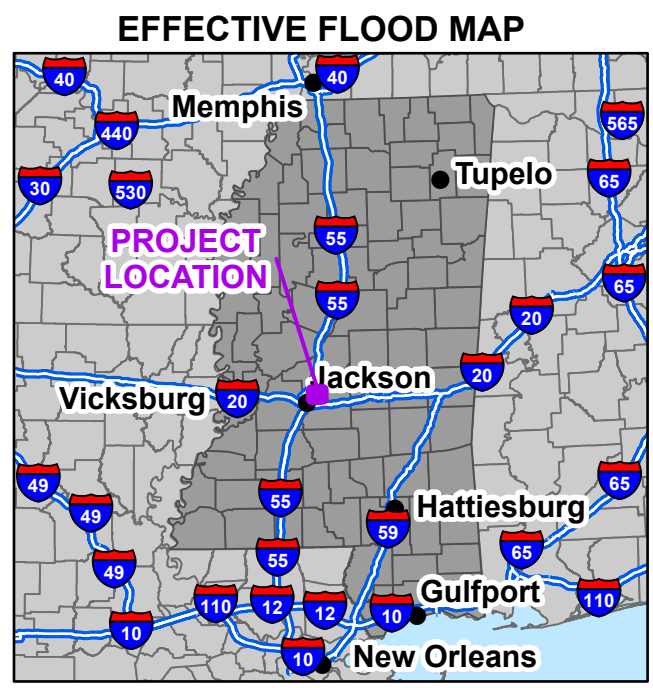 EFFECTIVE FLOOD MAP
40
40
Memphis
440
565
30
530
Tupelo
65
PROJECT
LOCATION
55
55
65
20
Jackson
20
Vicksburg
20
49
49
55
Hattiesburg
65
59
65
55
49
110
12
12
10
Gulfport
110
10
10
New Orleans